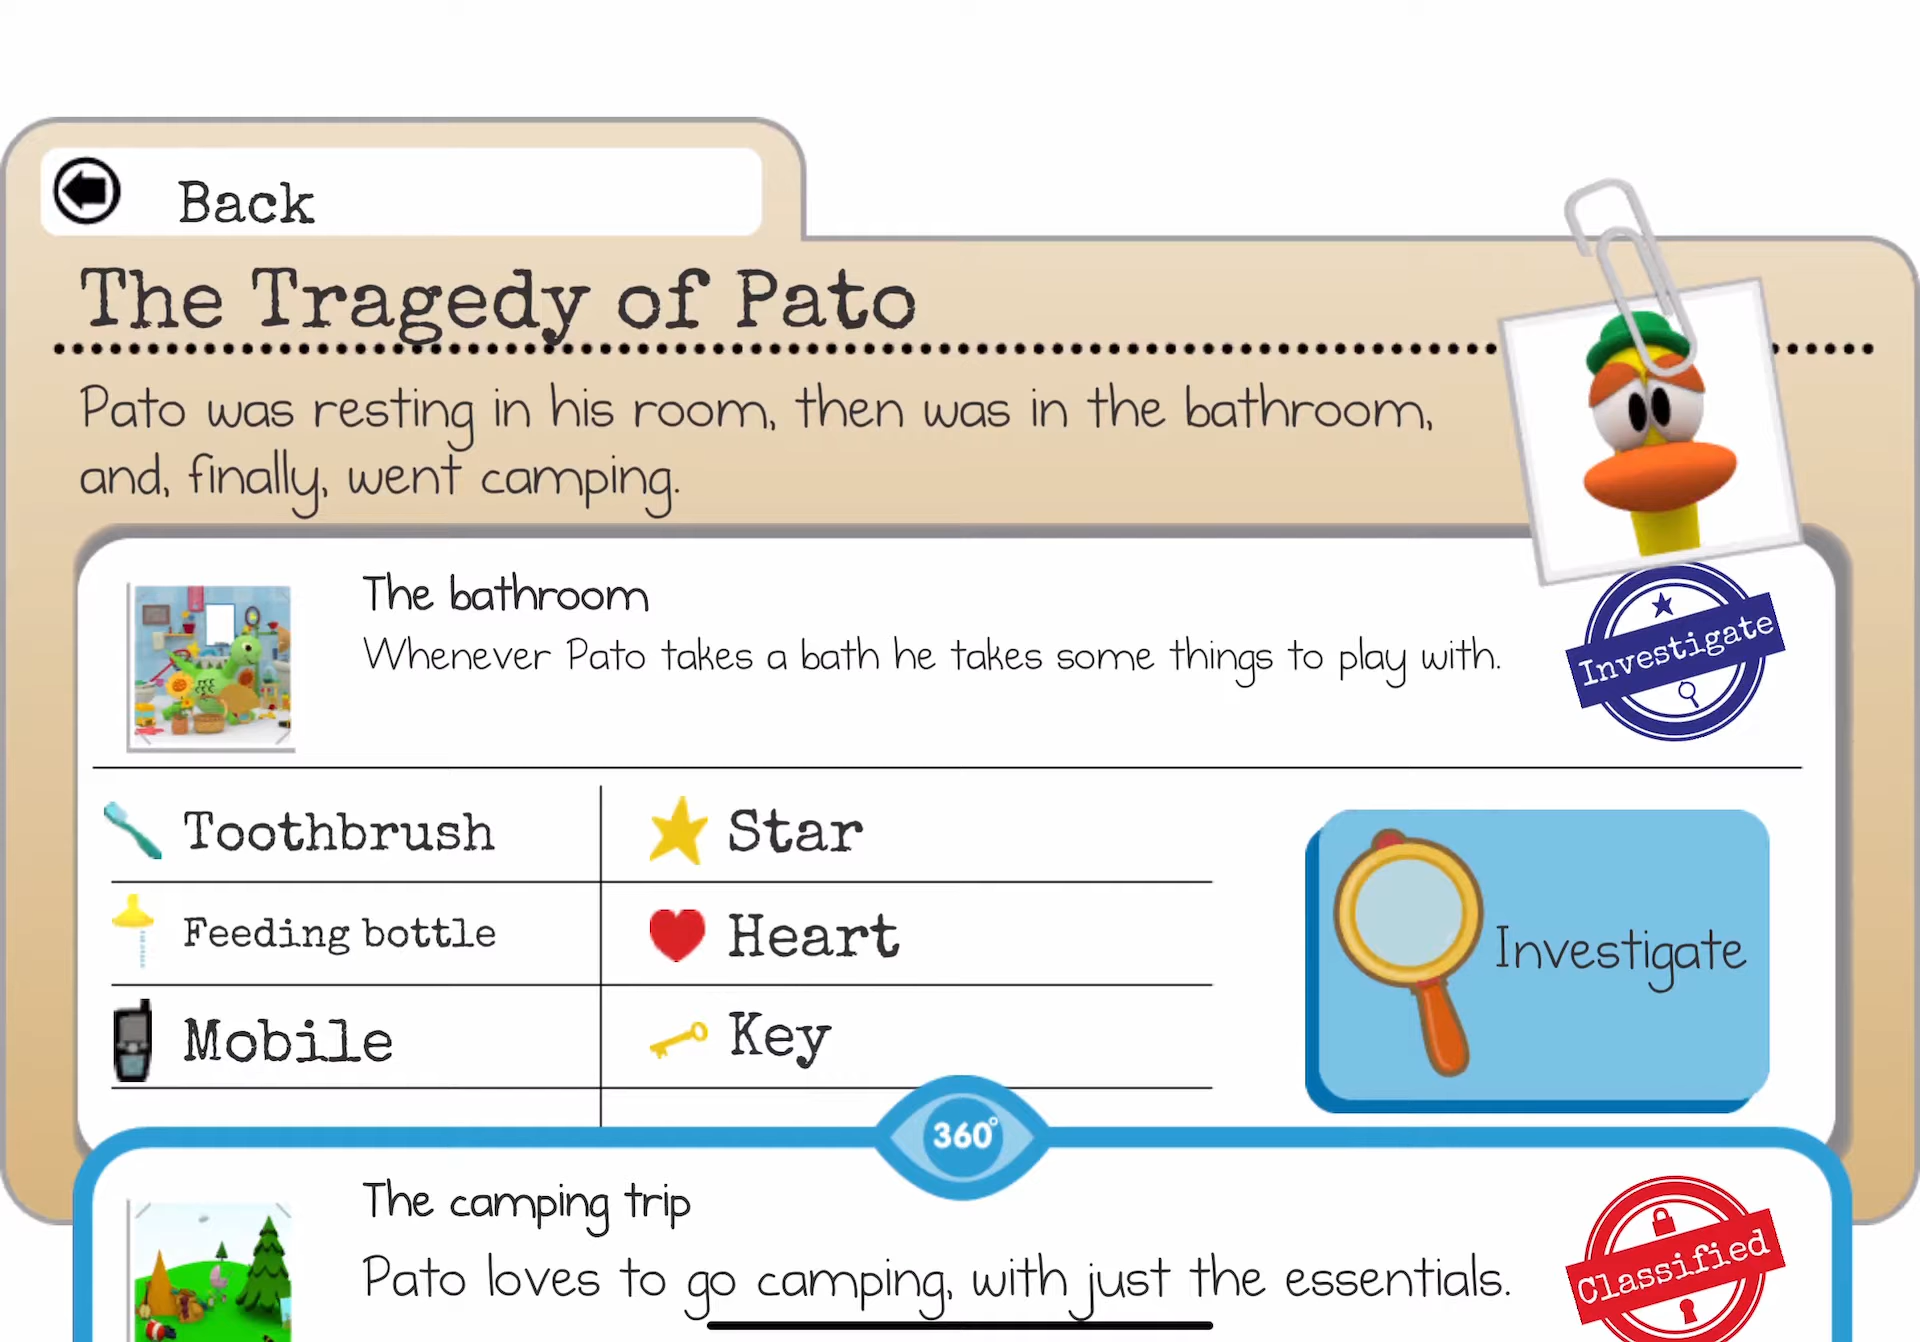 Back
The Tragedy of Pato
Pato was resting in his room, then was in the bathroom,
and, finally, went camping.
The bathroom
Whenever Pato takes a bath he takes some things to play with.
Investigate
Toothbrush
Star
Feeding bottle
Heart
Mobile
Key
Investigate
360°
The camping trip
Pato loves to go camping, with just the essentials.
Classified